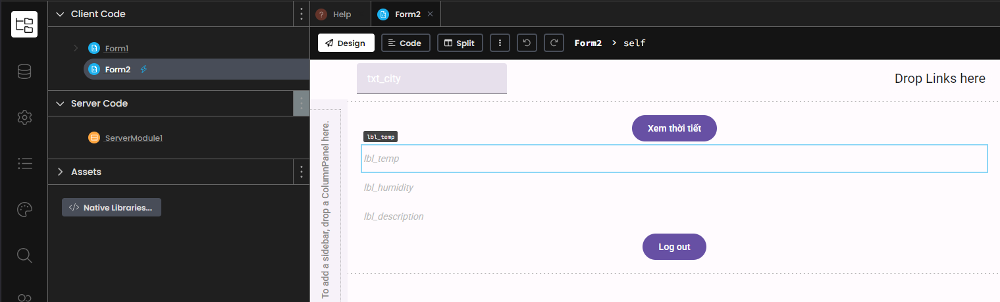 Client Code
Form1
Form2
Server Code
ServerModule1
Assets
</> Native Libraries...
? Help
Form2 ×
Design
Code
Split
Form2 > self
txt_city
Drop Links here
To add a sidebar, drop a ColumnPanel here.
Xem thời tiết
lbl_temp
lbl_temp
lbl_humidity
lbl_description
Log out